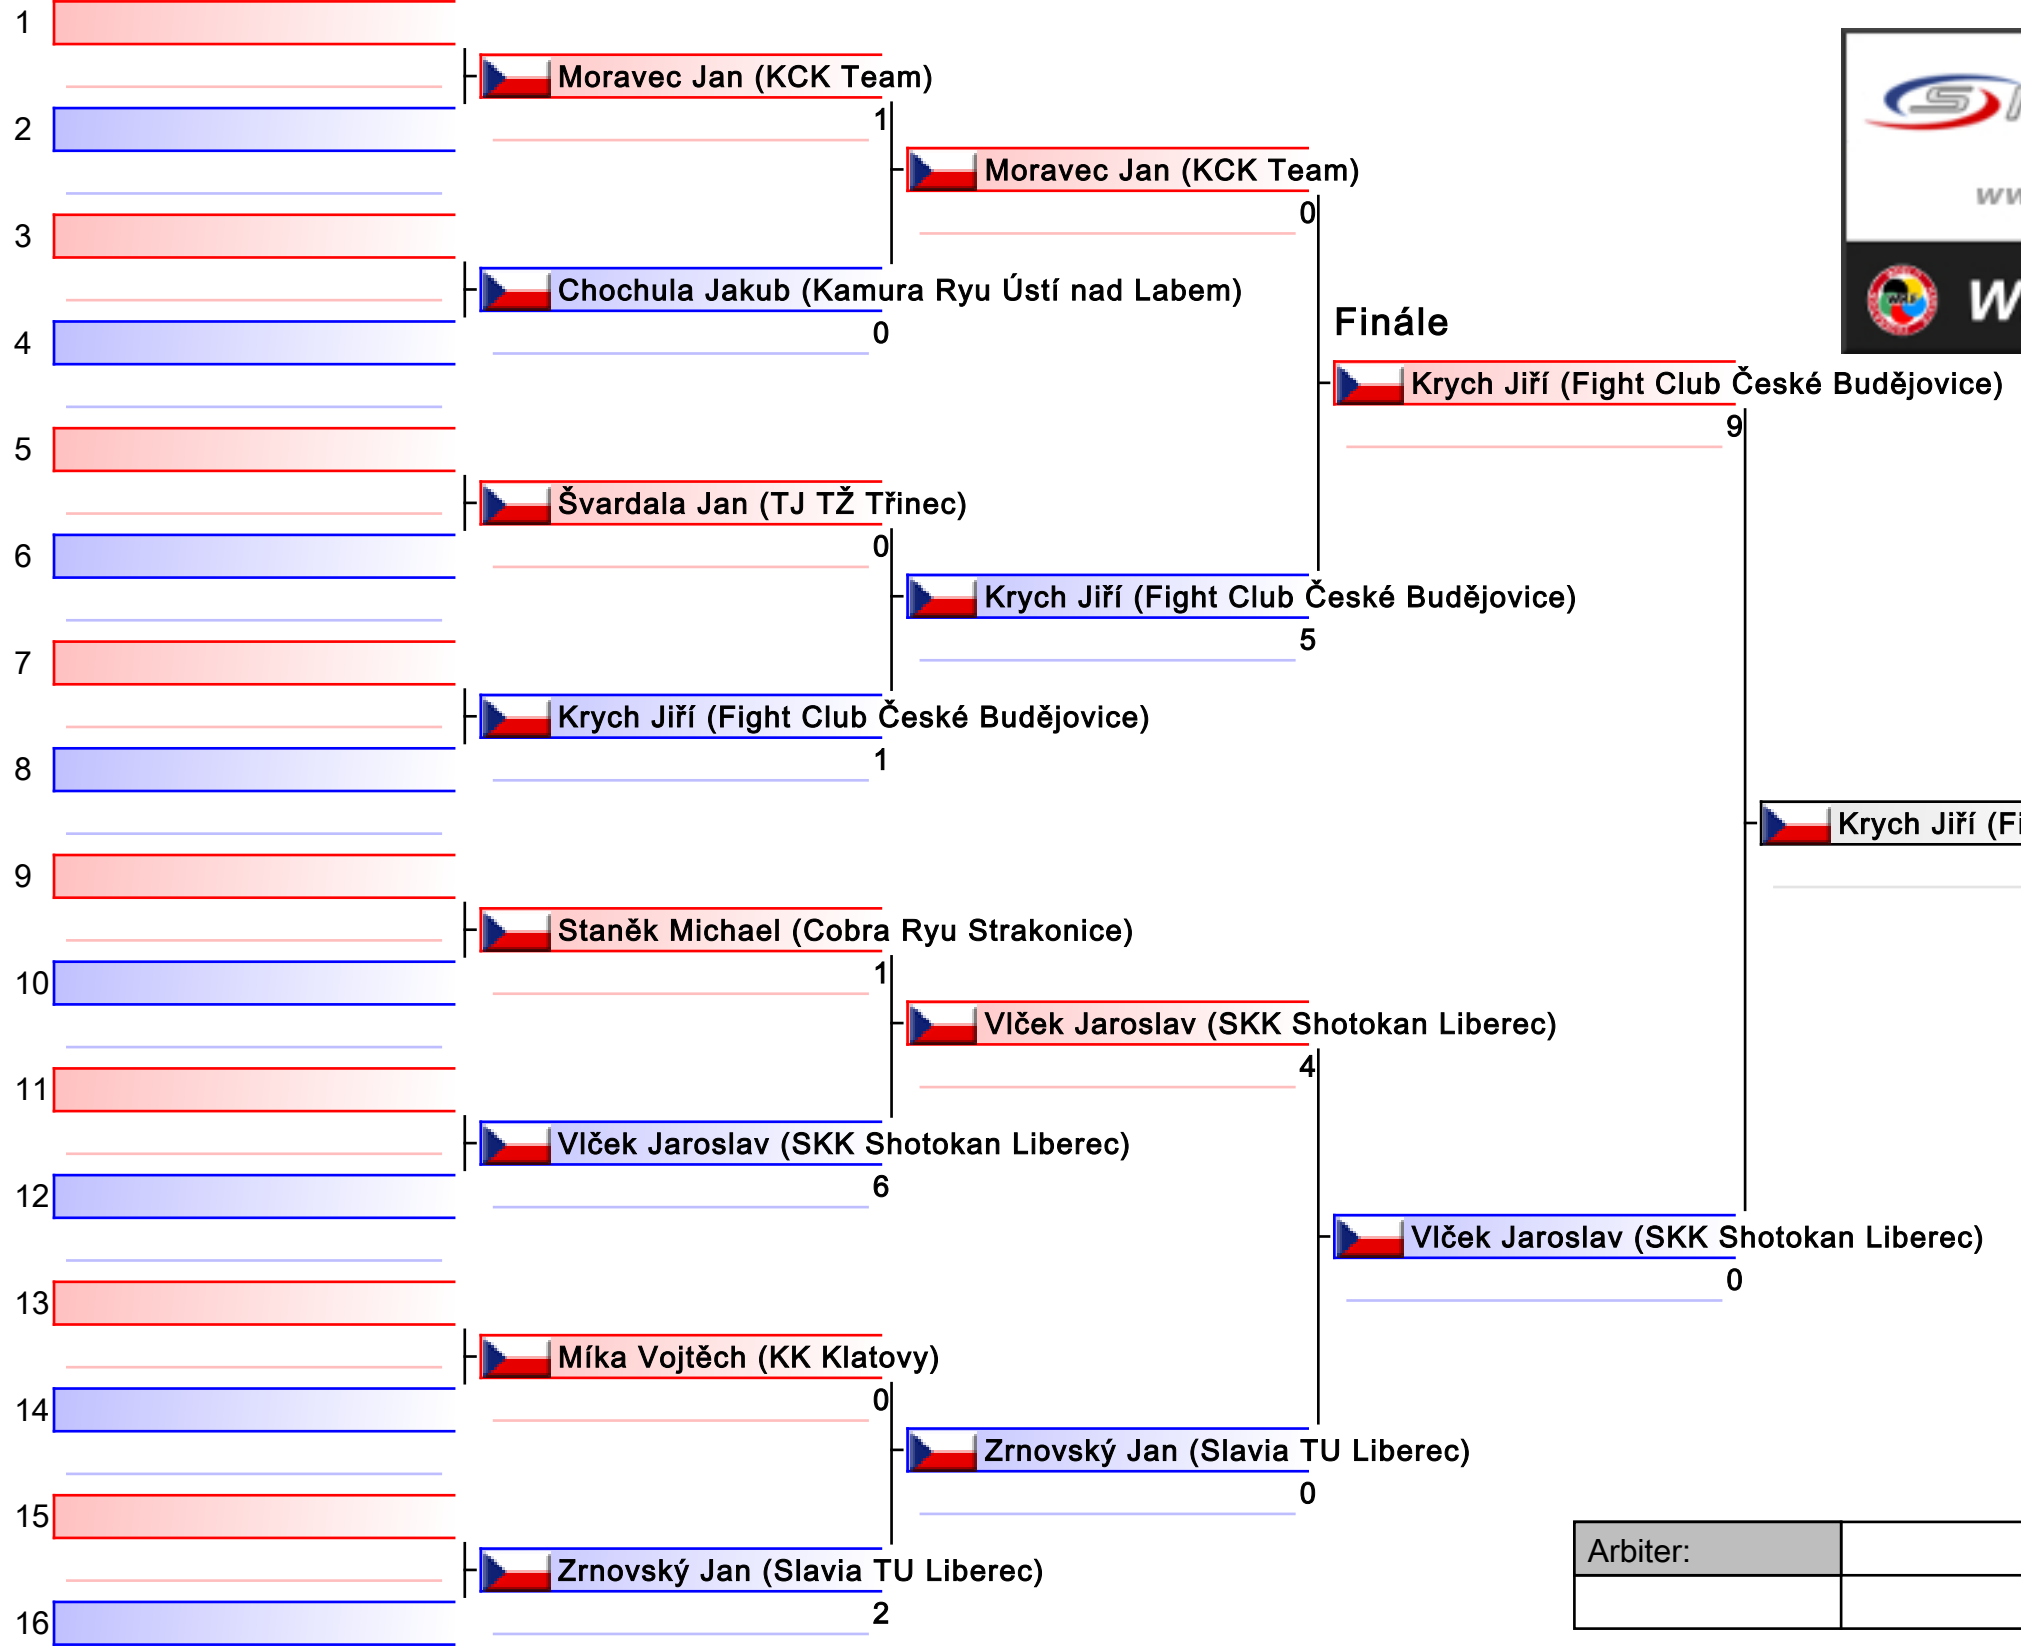 1
Moravec Jan (KCK Team)
1
2
Moravec Jan (KCK Team)
0
3
Chochula Jakub (Kamura Ryu Ústí nad Labem)
0
4
Finále
Krych Jiří (Fight Club České Budějovice)
9
5
Švardala Jan (TJ TŽ Třinec)
0
6
Krych Jiří (Fight Club České Budějovice)
5
7
Krych Jiří (Fight Club České Budějovice)
1
8
Krych Jiří (Fi
9
Staněk Michael (Cobra Ryu Strakonice)
1
10
Vlček Jaroslav (SKK Shotokan Liberec)
4
11
Vlček Jaroslav (SKK Shotokan Liberec)
6
12
Vlček Jaroslav (SKK Shotokan Liberec)
0
13
Míka Vojtěch (KK Klatovy)
0
14
Zrnovský Jan (Slavia TU Liberec)
0
15
Zrnovský Jan (Slavia TU Liberec)
2
16
Arbiter: